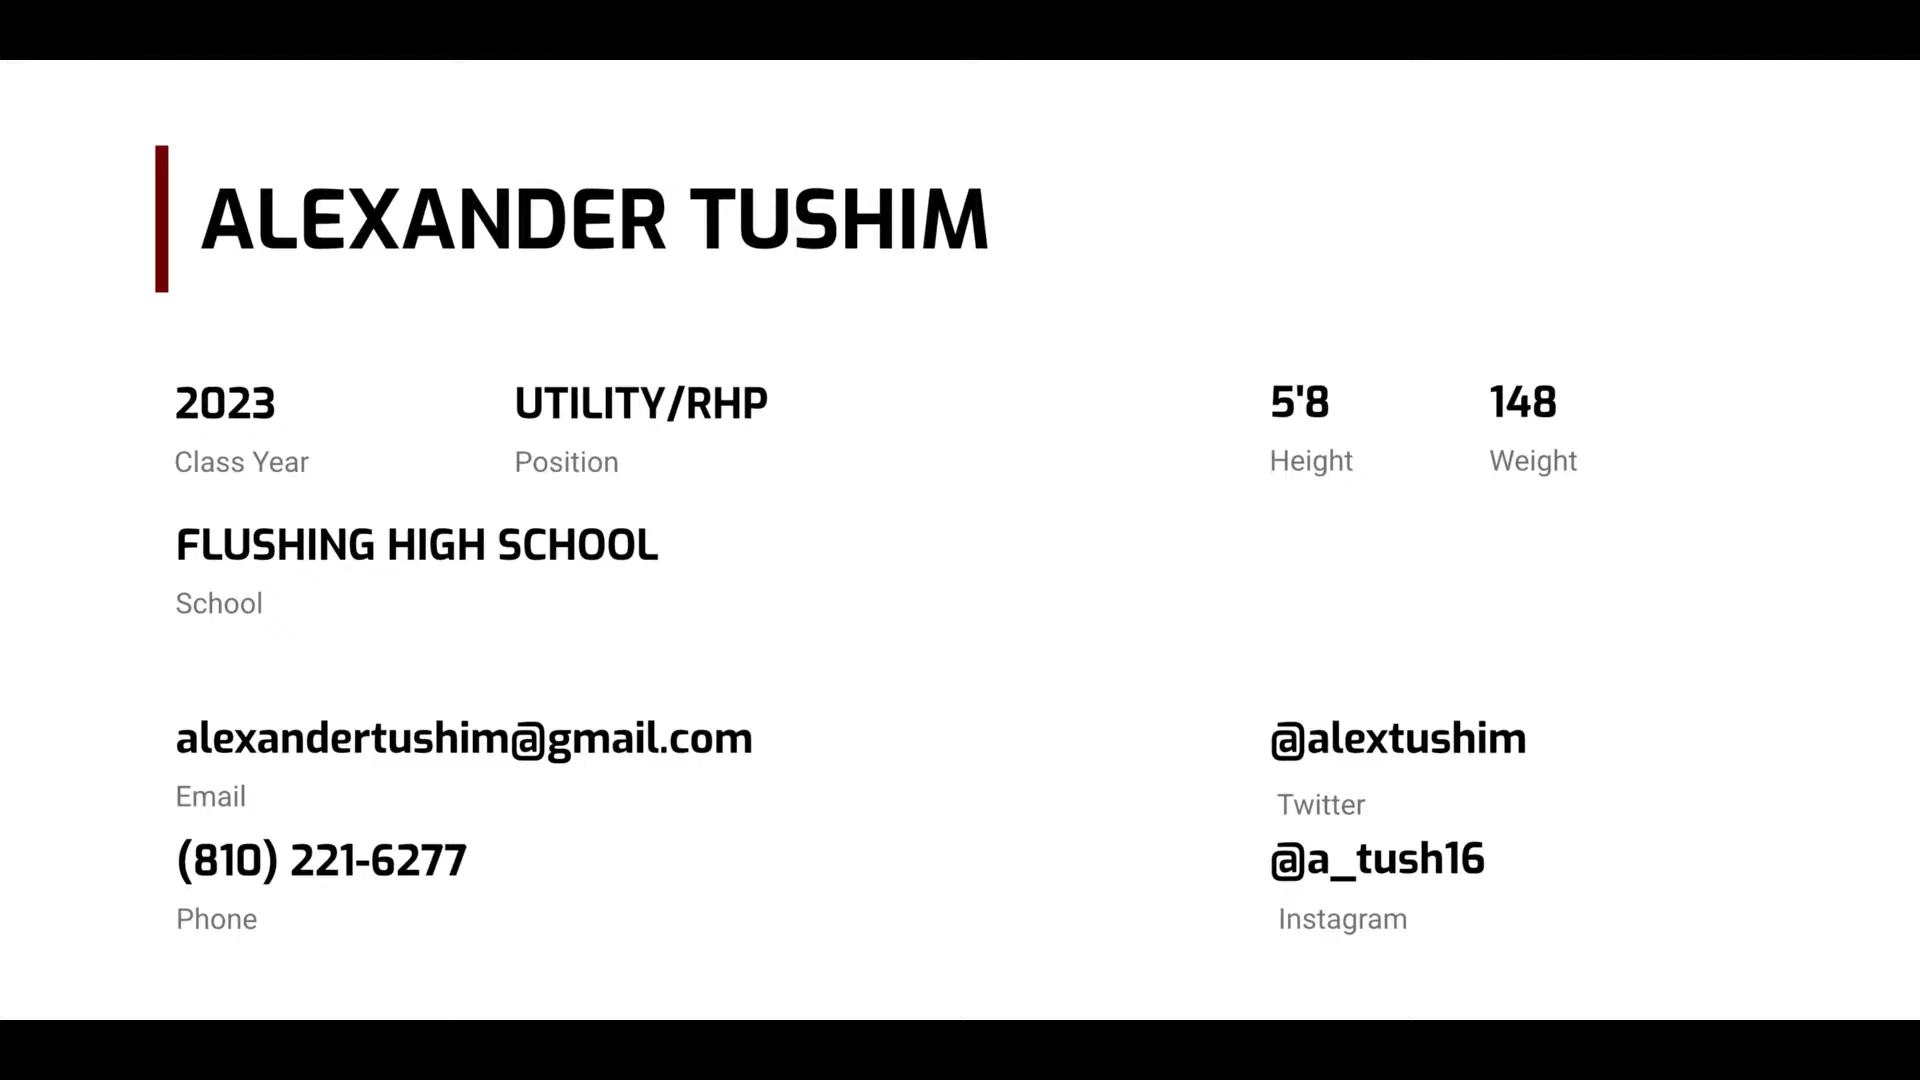 ALEXANDER TUSHIM
2023
Class Year
UTILITY/RHP
Position
5'8
Height
148
Weight
FLUSHING HIGH SCHOOL
School
alexandertushim@gmail.com
Email
(810) 221-6277
Phone
@alextushim
Twitter
@a_tush16
Instagram